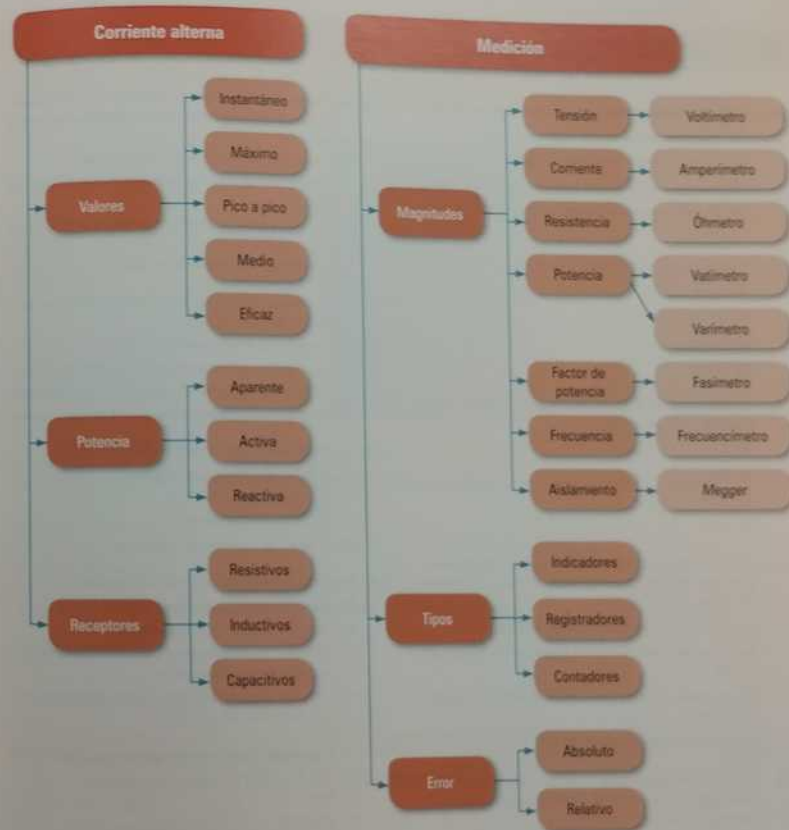 Corriente alterna
Valores
Instantáneo
Máximo
Pico a pico
Medio
Eficaz
Potencia
Aparente
Activa
Reactiva
Receptores
Resistivos
Inductivos
Capacitivos
Medición
Magnitudes
Tensión
Voltímetro
Corriente
Amperímetro
Resistencia
Óhmetro
Potencia
Vatímetro
Varímetro
Factor de
potencia
Fasímetro
Frecuencia
Frecuencímetro
Aislamiento
Megger
Tipos
Indicadores
Registradores
Contadores
Error
Absoluto
Relativo